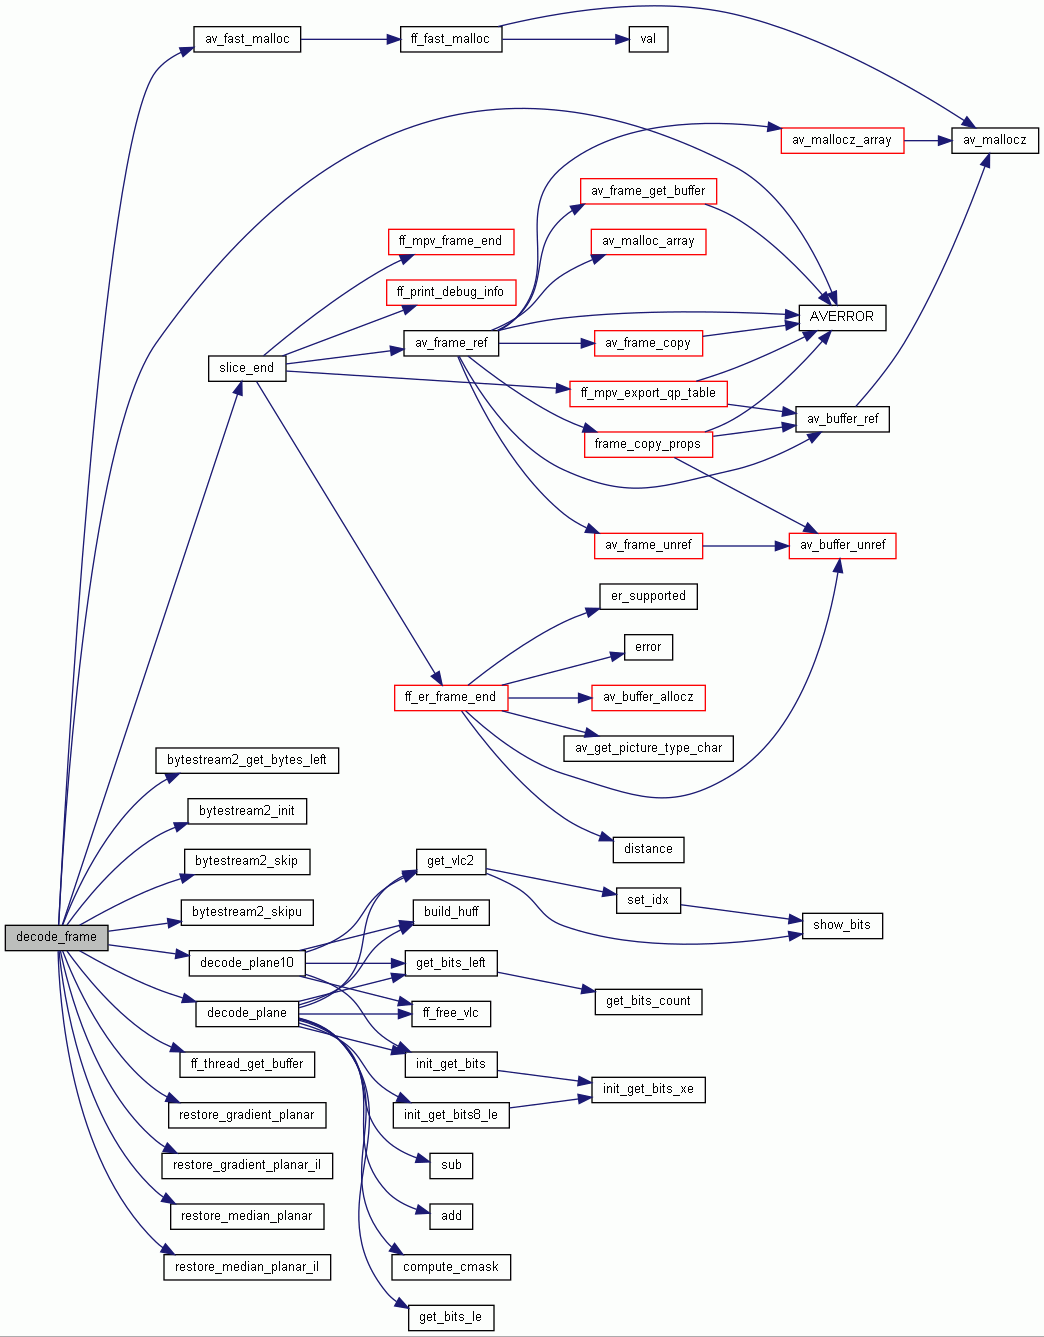 av_fast_malloc
ff_fast_malloc
val
av_mallocz_array
av_mallocz
av_frame_get_buffer
ff_mpv_frame_end
av_malloc_array
ff_print_debug_info
AVERROR
av_frame_ref
av_frame_copy
slice_end
ff_mpv_export_qp_table
av_buffer_ref
frame_copy_props
av_frame_unref
av_buffer_unref
er_supported
error
ff_er_frame_end
av_buffer_allocz
av_get_picture_type_char
bytestream2_get_bytes_left
bytestream2_init
distance
bytestream2_skip
get_vlc2
set_idx
bytestream2_skipu
build_huff
show_bits
decode_frame
decode_plane10
get_bits_left
get_bits_count
decode_plane
ff_free_vlc
ff_thread_get_buffer
init_get_bits
init_get_bits_xe
restore_gradient_planar
init_get_bits8_le
restore_gradient_planar_il
sub
restore_median_planar
add
restore_median_planar_il
compute_cmask
get_bits_le